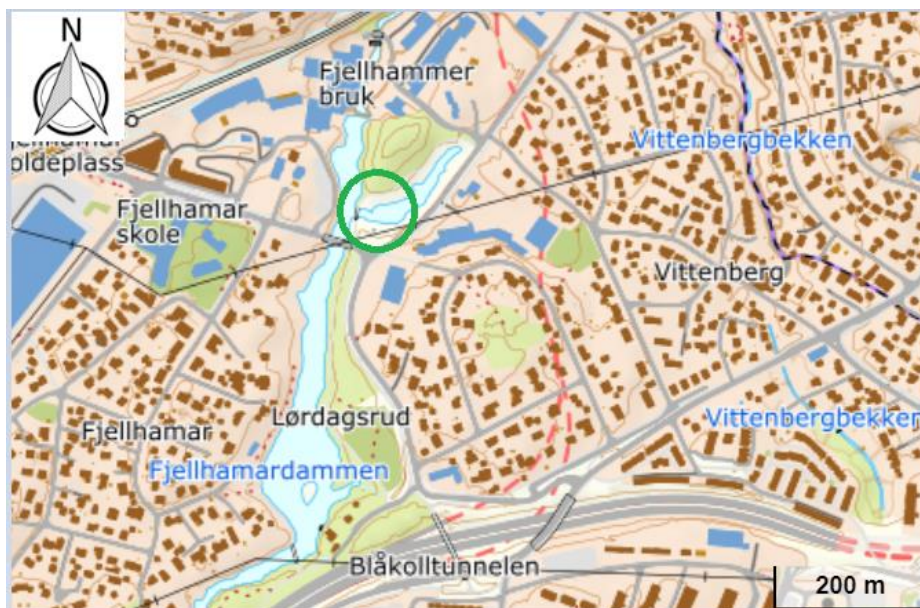 N
Fjellhammer
bruk
Vittenbergbekken
oldeplass
Fjellhamar
skole
Vittenberg
Lørdagsrud
Fjellhamar
Vittenbergbekken
Fjellhamardammen
Blåkolltunnelen
200 m